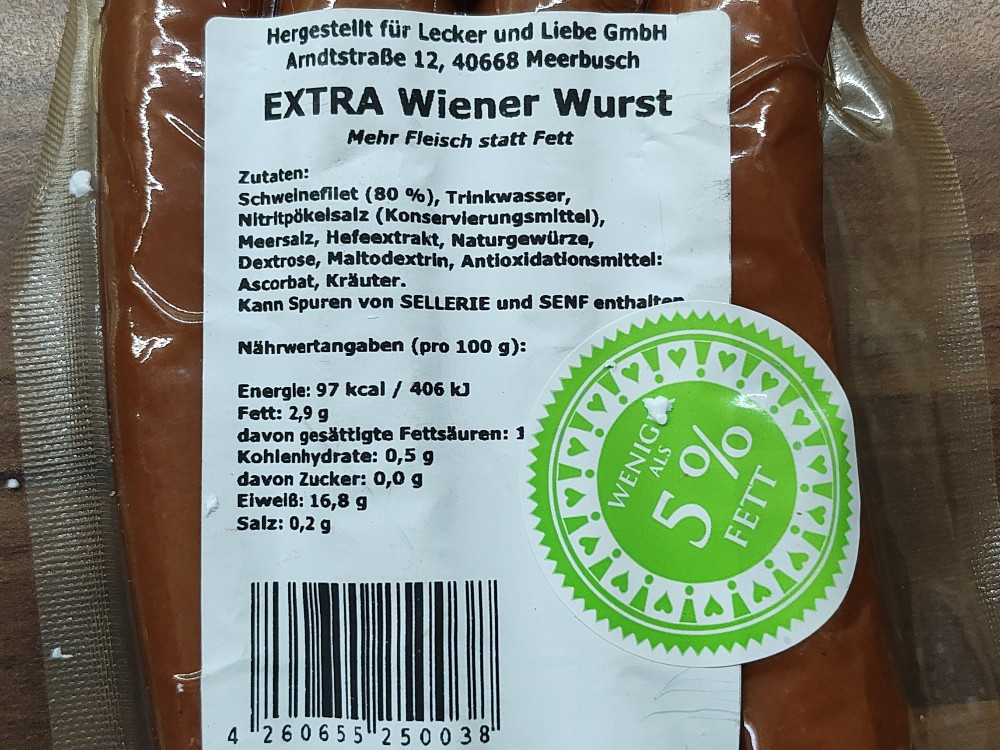 Hergestellt für Lecker und Liebe GmbH
Arndtstraße 12, 40668 Meerbusch
EXTRA Wiener Wurst
Mehr Fleisch statt Fett
Zutaten:
Schweinefilet (80 %), Trinkwasser,
Nitritpökelsalz (Konservierungsmittel),
Meersalz, Hefeextrakt, Naturgewürze,
Dextrose, Maltodextrin, Antioxidationsmittel:
Ascorbat, Kräuter.
Kann Spuren von SELLERIE und SENF enthalten
Nährwertangaben (pro 100 g):
Energie: 97 kcal / 406 kJ
Fett: 2,9 g
davon gesättigte Fettsäuren: 1
Kohlenhydrate: 0,5 g
davon Zucker: 0,0 g
Eiweiß: 16,8 g
Salz: 0,2 g
WENIG
ALS
5 %
FETT
4 260655 250038